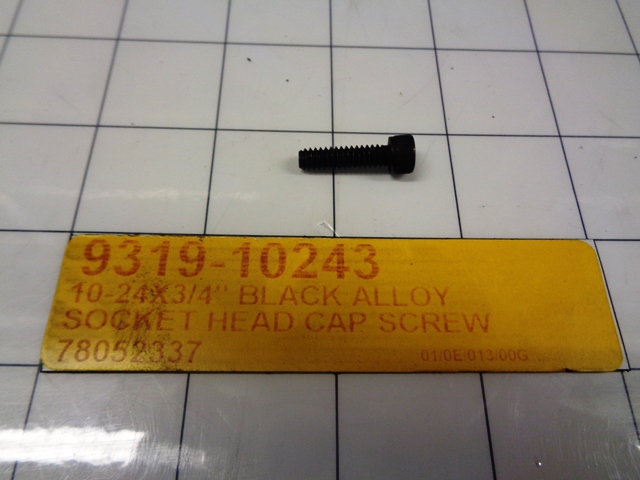 9319-10243
10-24X3/4" BLACK ALLOY
SOCKET HEAD CAP SCREW
78052337
01/0E/013/00G